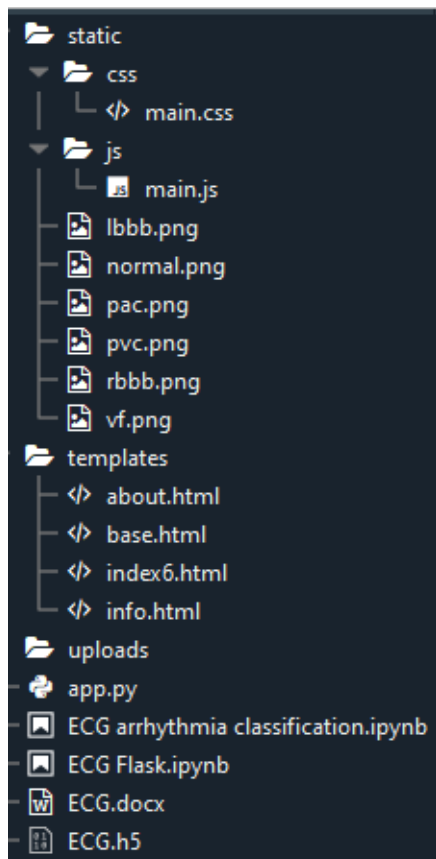 static
css
main.css
js
main.js
lbbb.png
normal.png
pac.png
pvc.png
rbbb.png
vf.png
templates
about.html
base.html
index6.html
info.html
uploads
app.py
ECG arrhythmia classification.ipynb
ECG Flask.ipynb
ECG.docx
ECG.h5